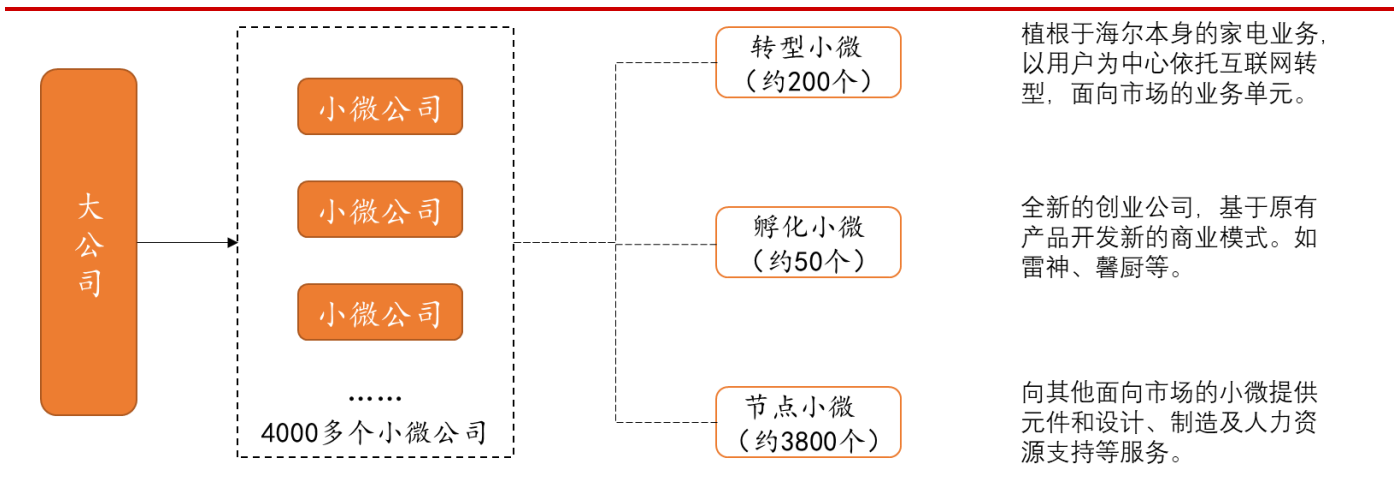 大
公
司
小微公司
小微公司
小微公司
……
4000多个小微公司
转型小微
（约200个）
植根于海尔本身的家电业务，
以用户为中心依托互联网转
型，面向市场的业务单元。
孵化小微
（约50个）
全新的创业公司，基于原有
产品开发新的商业模式。如
雷神、馨厨等。
节点小微
（约3800个）
向其他面向市场的小微提供
元件和设计、制造及人力资
源支持等服务。